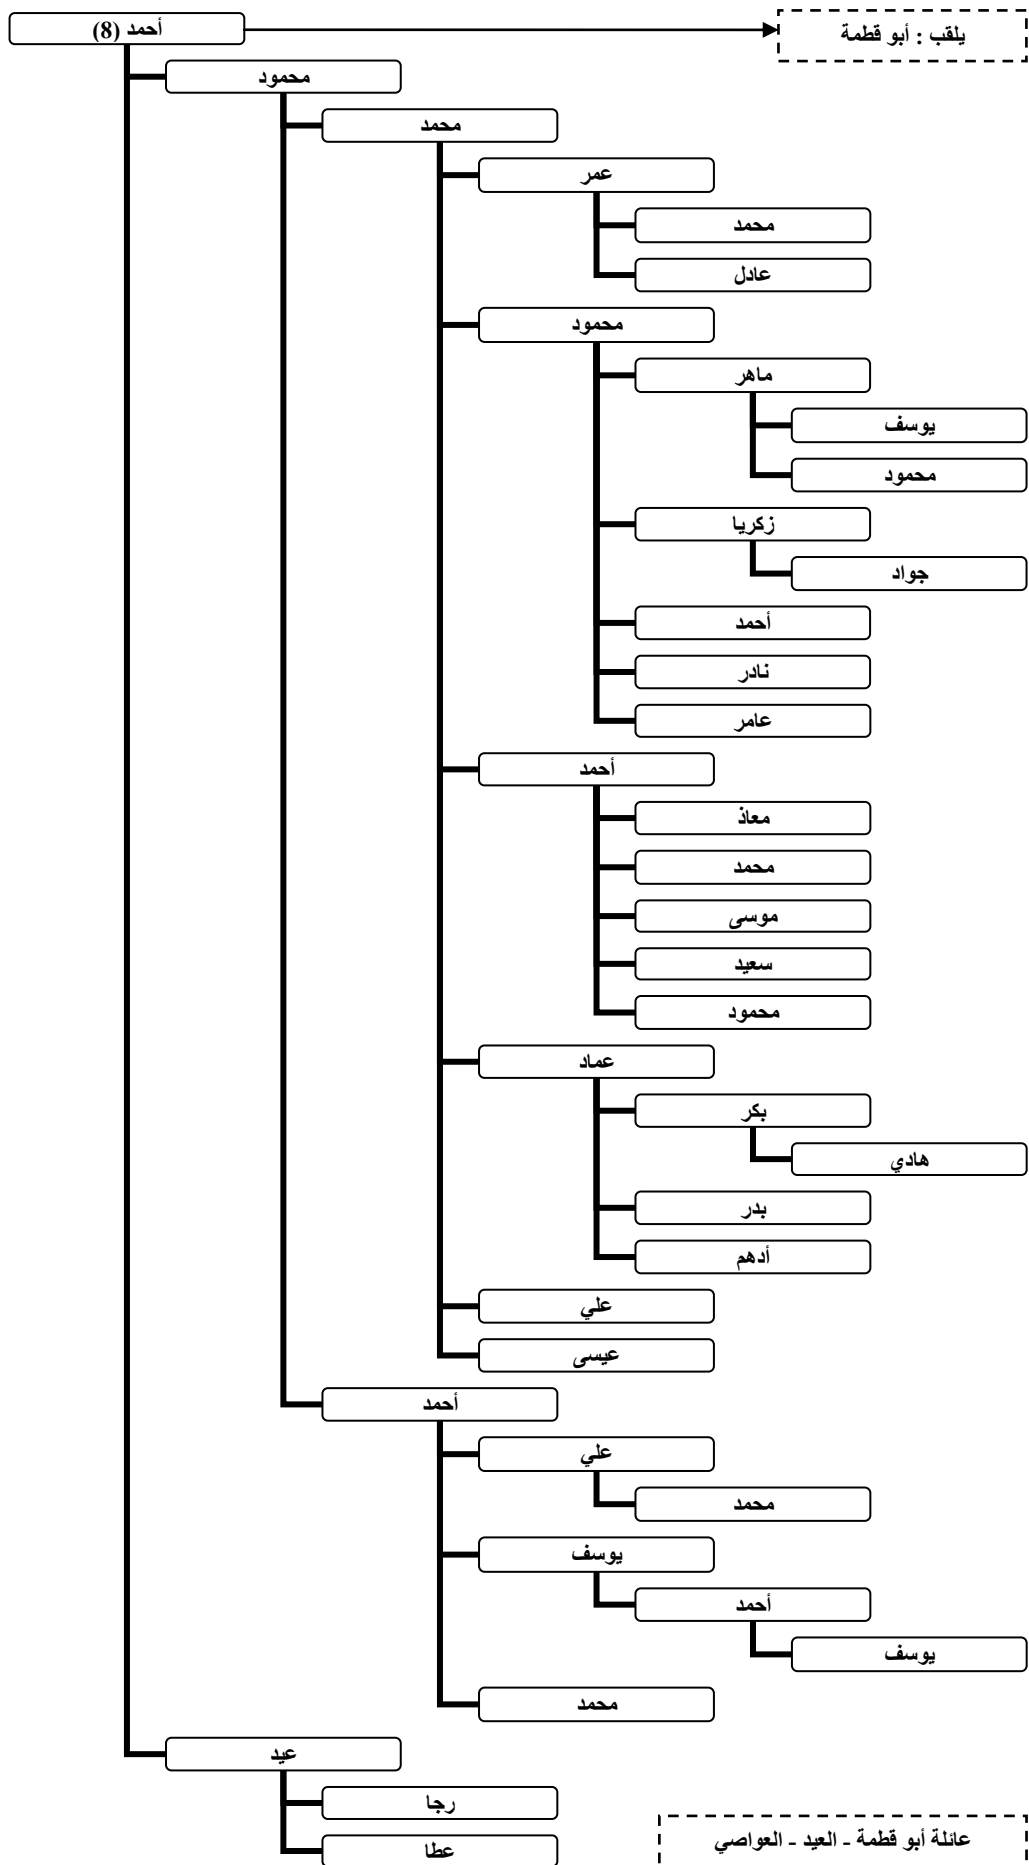 أحمد (8)
يلقب : أبو قطمة
محمود
محمد
عمر
محمد
عادل
محمود
ماهر
يوسف
محمود
زكريا
جواد
أحمد
نادر
عامر
أحمد
معاذ
محمد
موسى
سعيد
محمود
عماد
بكر
هادي
بدر
أدهم
علي
عيسى
أحمد
علي
محمد
يوسف
أحمد
يوسف
محمد
عيد
رجا
عطا
عائلة أبو قطمة - العيد - العواصي